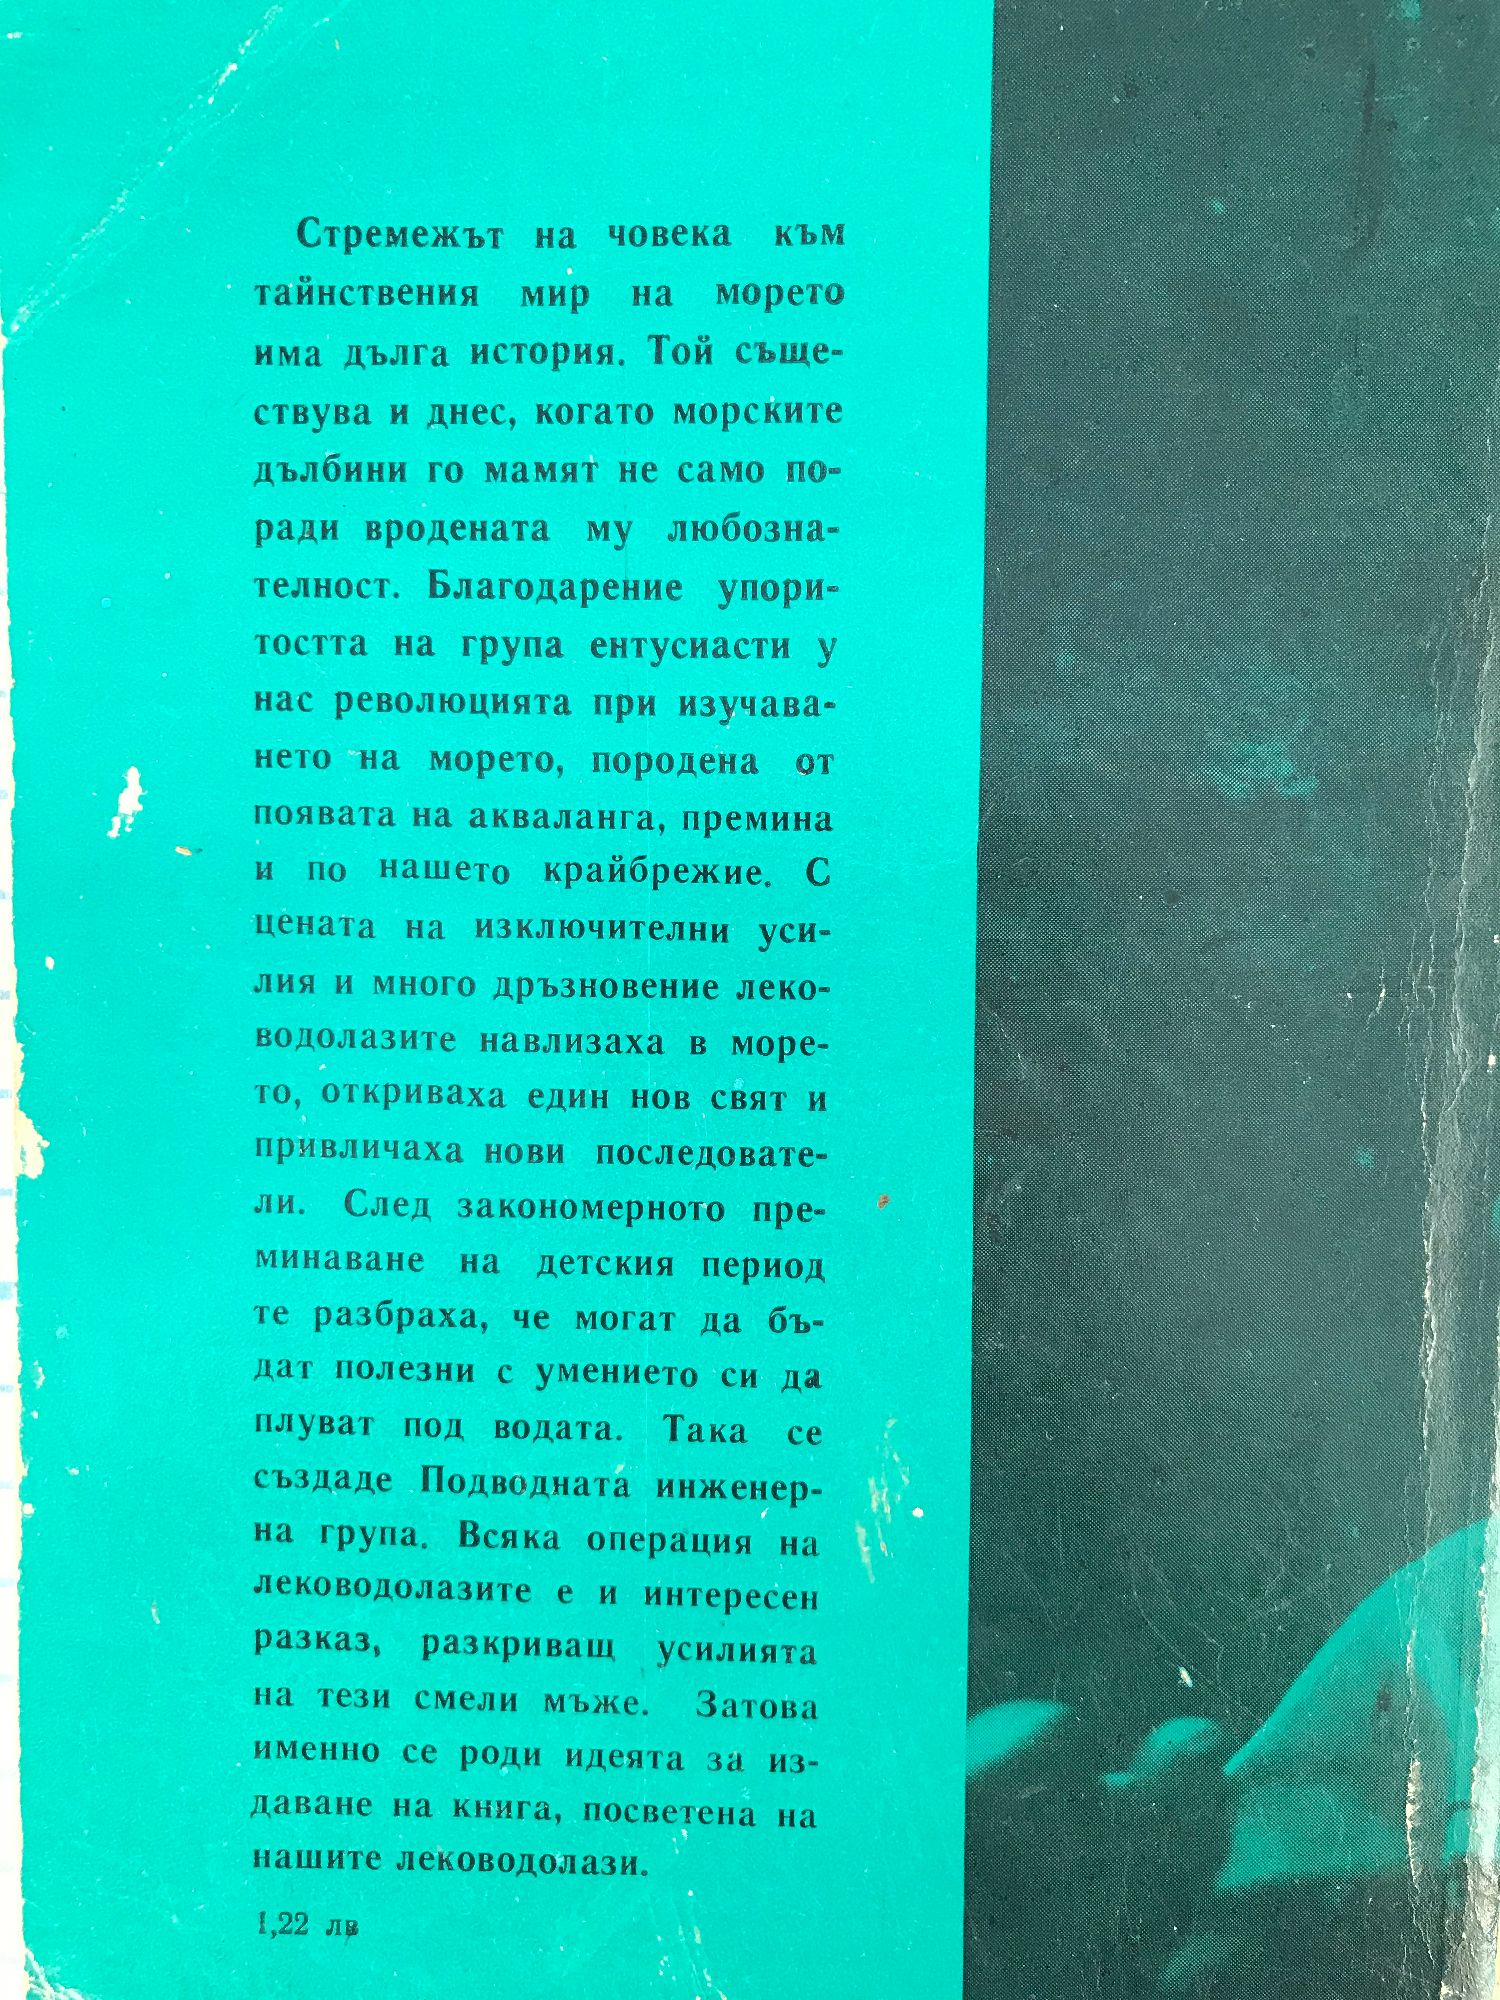 Стремежът на човека към
тайнствения мир на морето
има дълга история. Той съще-
ствува и днес, когато морските
дълбини го мамят не само по-
ради вродената му любозна-
телност. Благодарение упори-
тостта на група ентусиасти у
нас революцията при изучава-
нето на морето, породена от
появата на акваланга, премина
и по нашето крайбрежие. С
цената на изключителни уси-
лия и много дръзновение леко-
водолазите навлизаха в море-
то, откриваха един нов свят и
привличаха нови последовате-
ли. След закономерното пре-
минаване на детския период
те разбраха, че могат да бъ-
дат полезни с умението си да
плуват под водата. Така се
създаде Подводната инженер-
на група. Всяка операция на
леководолазите е и интересен
разказ, разкриващ усилията
на тези смели мъже. Затова
именно се роди идеята за из-
даване на книга, посветена на
нашите леководолази.
1,22 лв